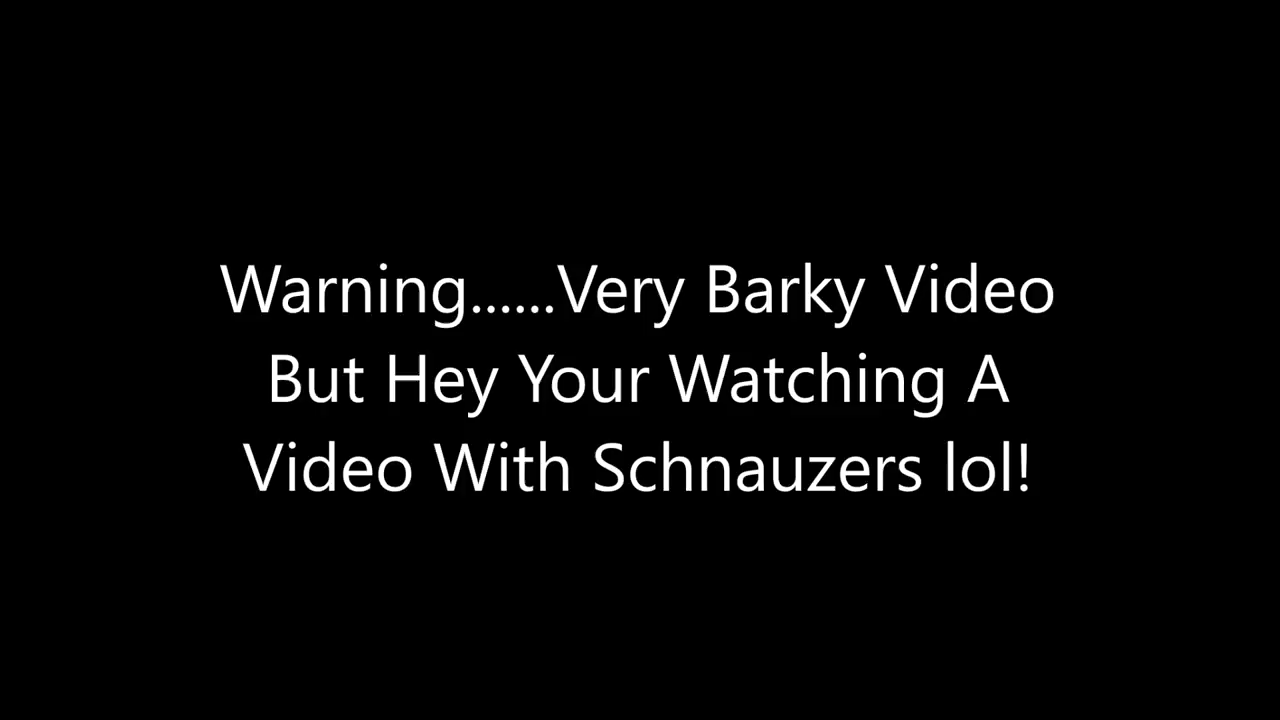 Warning......Very Barky Video
But Hey Your Watching A
Video With Schnauzers lol!